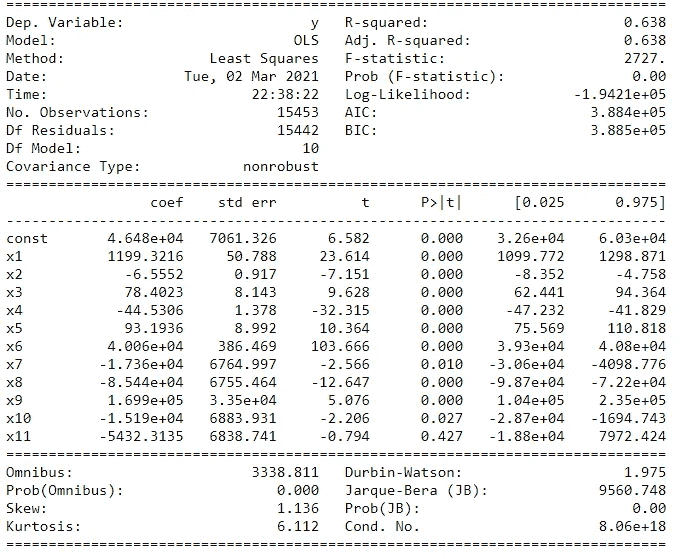 Dep. Variable: y R-squared: 0.638
Model: OLS Adj. R-squared: 0.638
Method: Least Squares F-statistic: 2727.
Date: Tue, 02 Mar 2021 Prob (F-statistic): 0.00
Time: 22:38:22 Log-Likelihood: -1.9421e+05
No. Observations: 15453 AIC: 3.884e+05
Df Residuals: 15442 BIC: 3.885e+05
Df Model: 10
Covariance Type: nonrobust
coef std err t P>|t| [0.025 0.975]
const 4.648e+04 7061.326 6.582 0.000 3.26e+04 6.03e+04
x1 1199.3216 50.788 23.614 0.000 1099.772 1298.871
x2 -6.5552 0.917 -7.151 0.000 -8.352 -4.758
x3 78.4023 8.143 9.628 0.000 62.441 94.364
x4 -44.5306 1.378 -32.315 0.000 -47.232 -41.829
x5 93.1936 8.992 10.364 0.000 75.569 110.818
x6 4.006e+04 386.469 103.666 0.000 3.93e+04 4.08e+04
x7 -1.736e+04 6764.997 -2.566 0.010 -3.06e+04 -4098.776
x8 -8.544e+04 6755.464 -12.647 0.000 -9.87e+04 -7.22e+04
x9 1.699e+05 3.35e+04 5.076 0.000 1.04e+05 2.35e+05
x10 -1.519e+04 6883.931 -2.206 0.027 -2.87e+04 -1694.743
x11 -5432.3135 6838.741 -0.794 0.427 -1.88e+04 7972.424
Omnibus: 3338.811 Durbin-Watson: 1.975
Prob(Omnibus): 0.000 Jarque-Bera (JB): 9560.748
Skew: 1.136 Prob(JB): 0.00
Kurtosis: 6.112 Cond. No. 8.06e+18